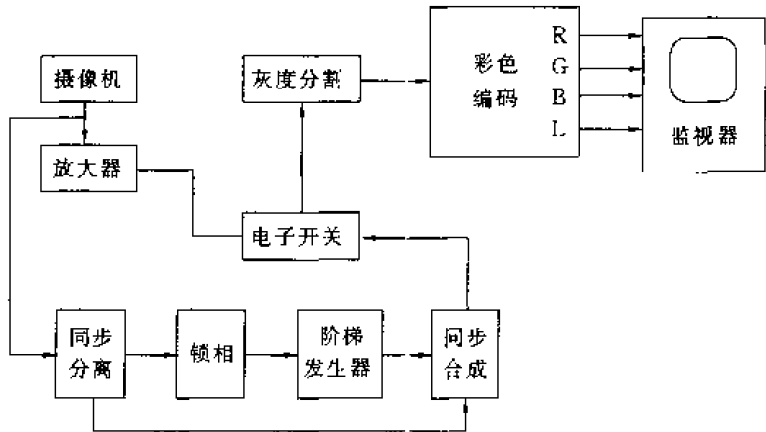 摄像机
灰度分割
彩色
编码
R
G
B
L
监视器
放大器
电子开关
同步
分离
锁相
阶梯
发生器
同步
合成